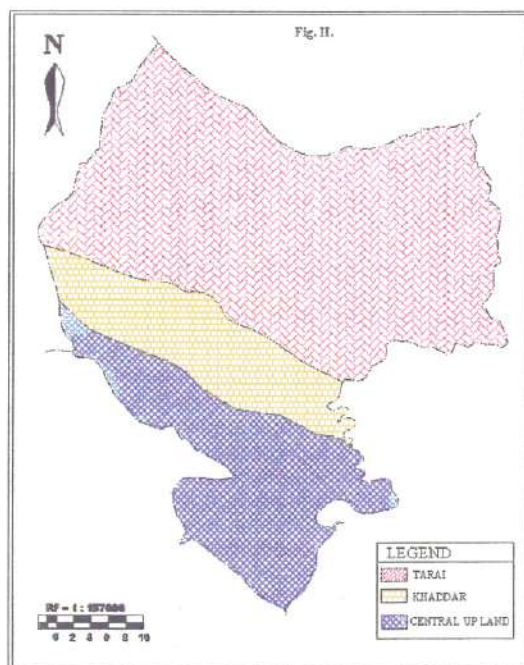 Fig. II.
N
LEGEND
TARAI
KHADDAR
CENTRAL UP LAND
0 2 4 6 8 10